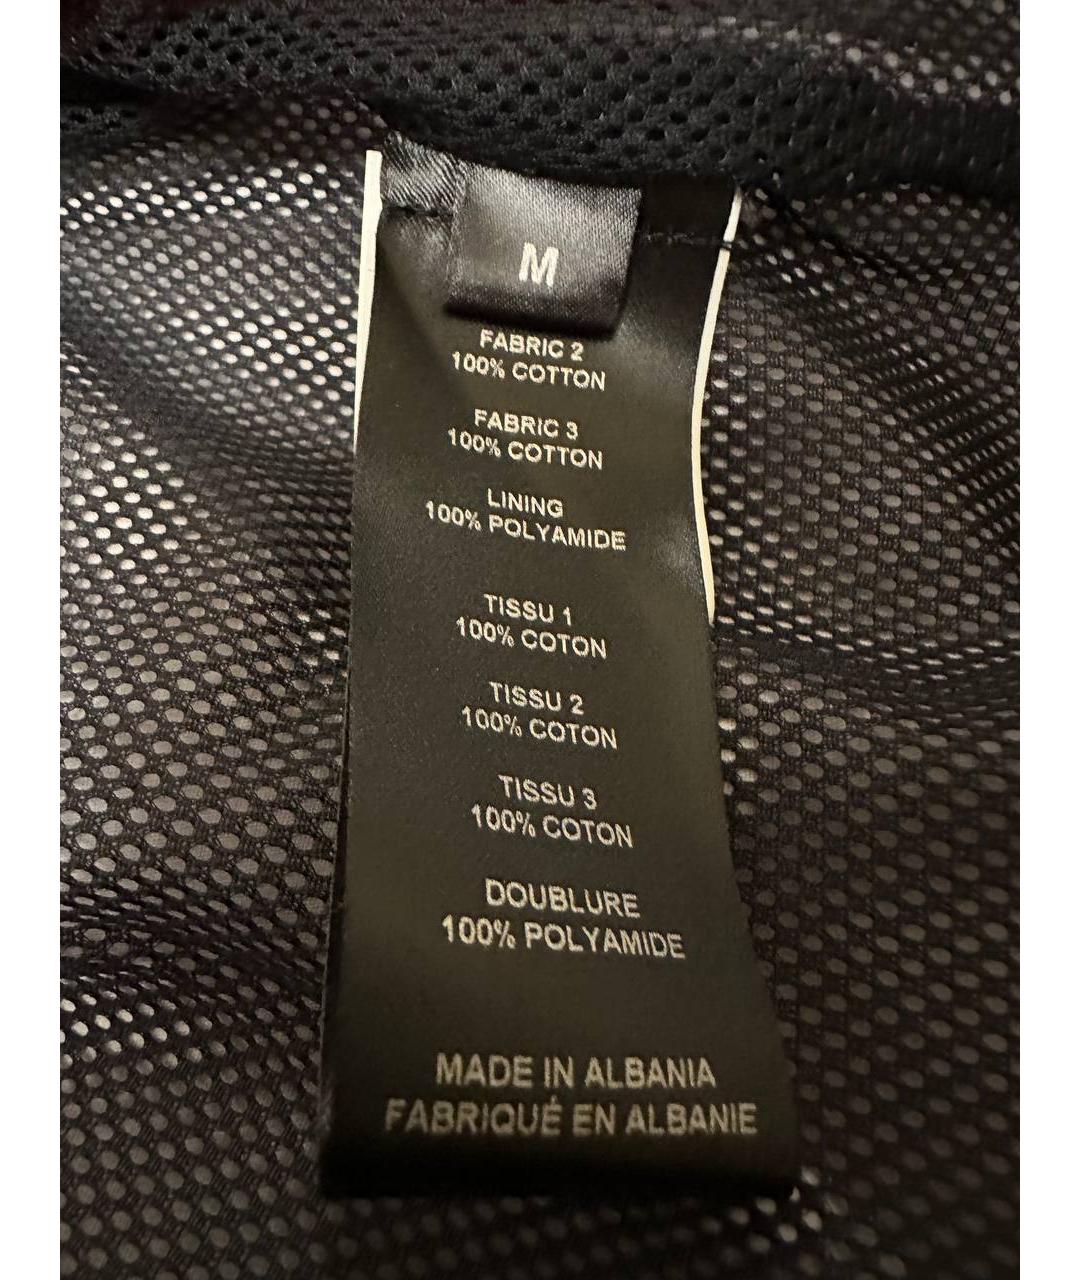 M
FABRIC 2
100% COTTON
FABRIC 3
100% COTTON
LINING
100% POLYAMIDE
TISSU 1
100% COTON
TISSU 2
100% COTON
TISSU 3
100% COTON
DOUBLURE
100% POLYAMIDE
MADE IN ALBANIA
FABRIQUÉ EN ALBANIE